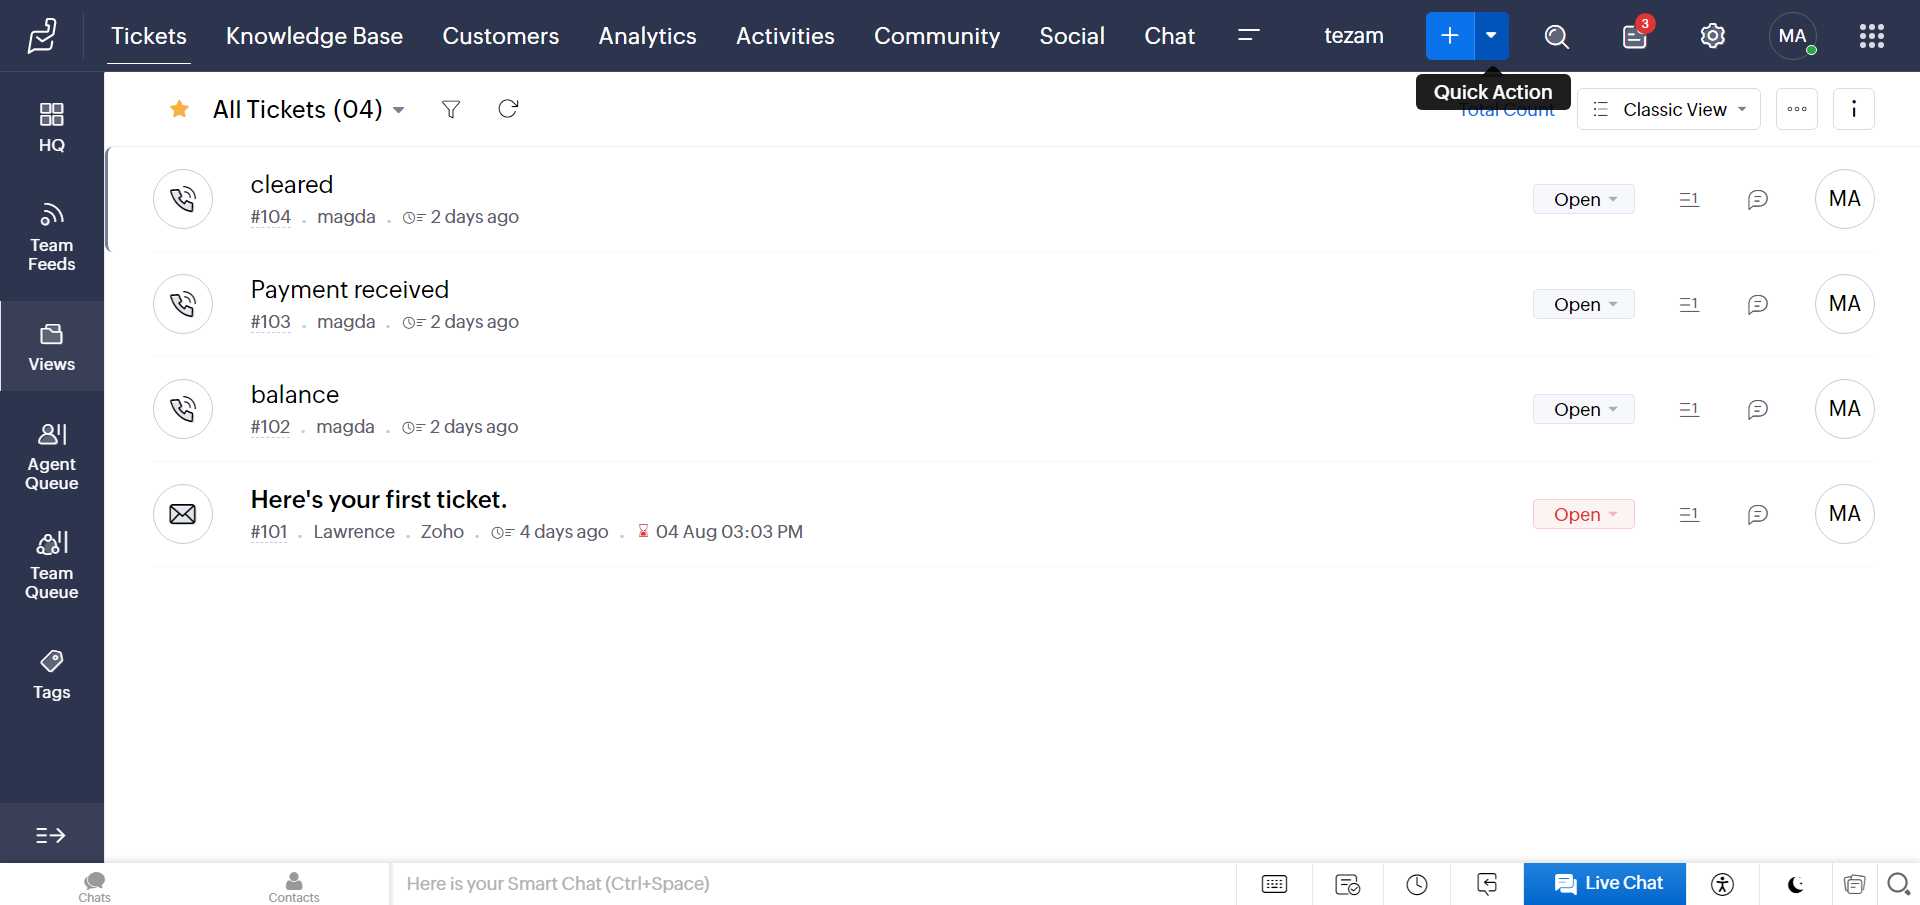 Tickets Knowledge Base Customers Analytics Activities Community Social Chat tezam 3 MA
Quick Action
HQ
Team
Feeds
Views
Agent
Queue
Team
Queue
Tags
All Tickets (04) Total Count Classic View
cleared
#104 . magda . 2 days ago Open 1 MA
Payment received
#103 . magda . 2 days ago Open 1 MA
balance
#102 . magda . 2 days ago Open 1 MA
Here's your first ticket.
#101 . Lawrence . Zoho . 4 days ago . 04 Aug 03:03 PM Open 1 MA
Chats Contacts Here is your Smart Chat (Ctrl+Space) Live Chat